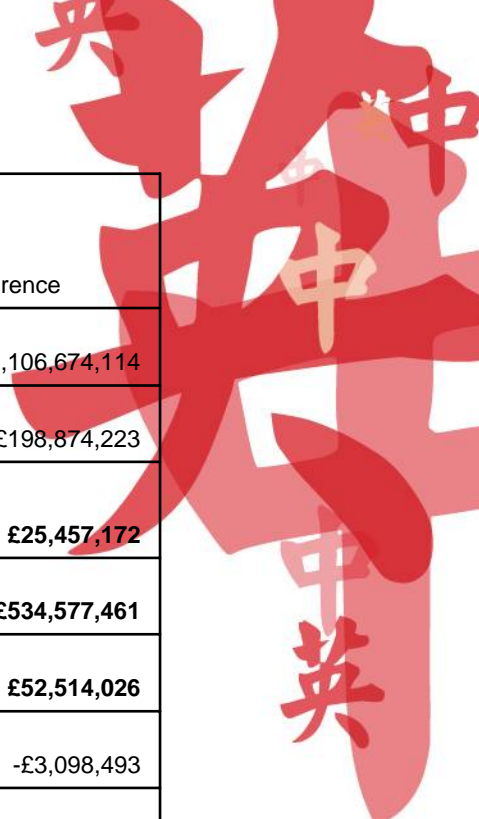 英
中
中
rence
中
,106,674,114
£198,874,223
£25,457,172
£534,577,461
中
£52,514,026
英
-£3,098,493